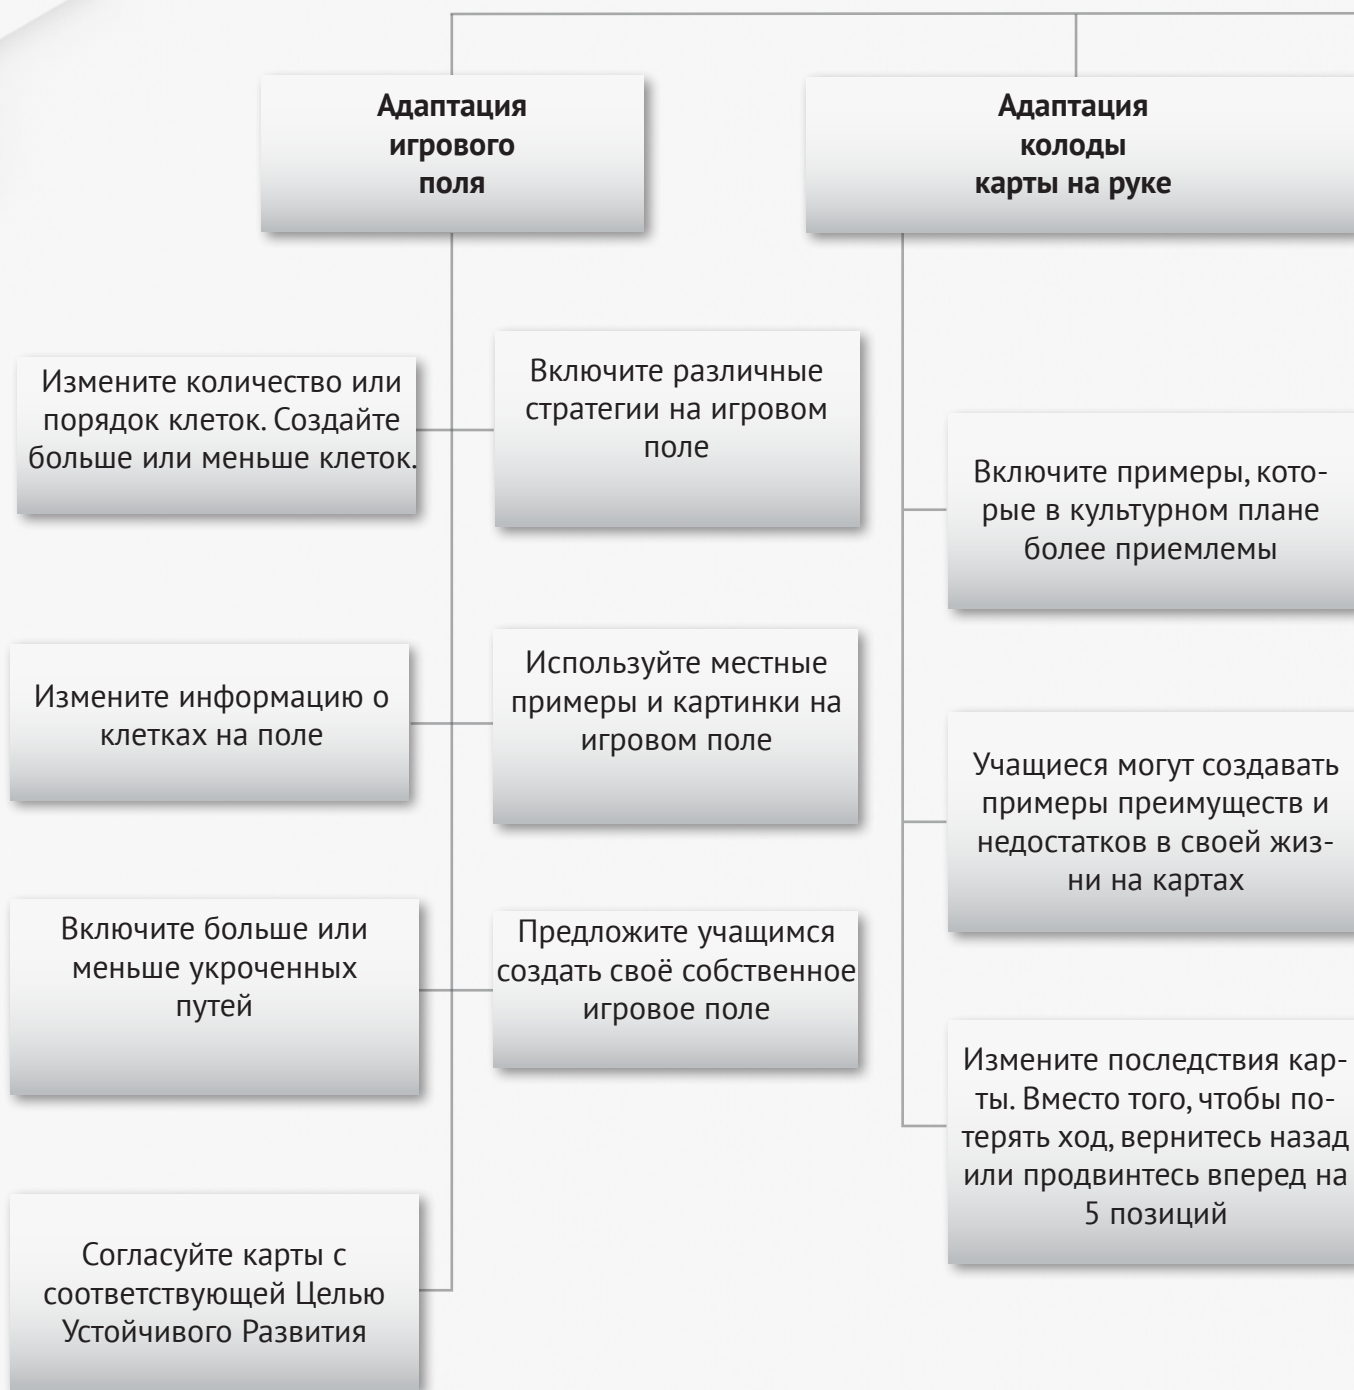 Адаптация
игрового
поля
Измените количество или
порядок клеток. Создайте
больше или меньше клеток.
Включите различные
стратегии на игровом
поле
Измените информацию о
клетках на поле
Используйте местные
примеры и картинки на
игровом поле
Включите больше или
меньше укроченных
путей
Предложите учащимся
создать своё собственное
игровое поле
Согласуйте карты с
соответствующей Целью
Устойчивого Развития
Адаптация
колоды
карты на руке
Включите примеры, кото-
рые в культурном плане
более приемлемы
Учащиеся могут создавать
примеры преимуществ и
недостатков в своей жиз-
ни на картах
Измените последствия кар-
ты. Вместо того, чтобы по-
терять ход, вернитесь назад
или продвинтесь вперед на
5 позиций